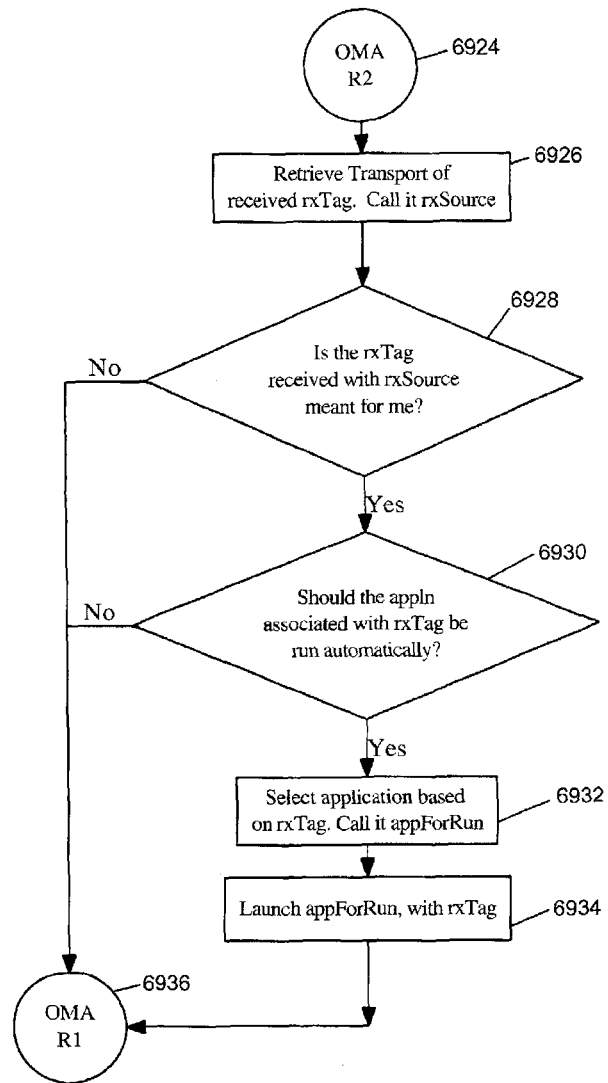 OMA
R2
6924
6926
Retrieve Transport of
received rxTag. Call it rxSource
6928
Is the rxTag
received with rxSource
meant for me?
No
Yes
6930
Should the appln
associated with rxTag be
run automatically?
No
Yes
Select application based
on rxTag. Call it appForRun
6932
Launch appForRun, with rxTag
6934
6936
OMA
R1